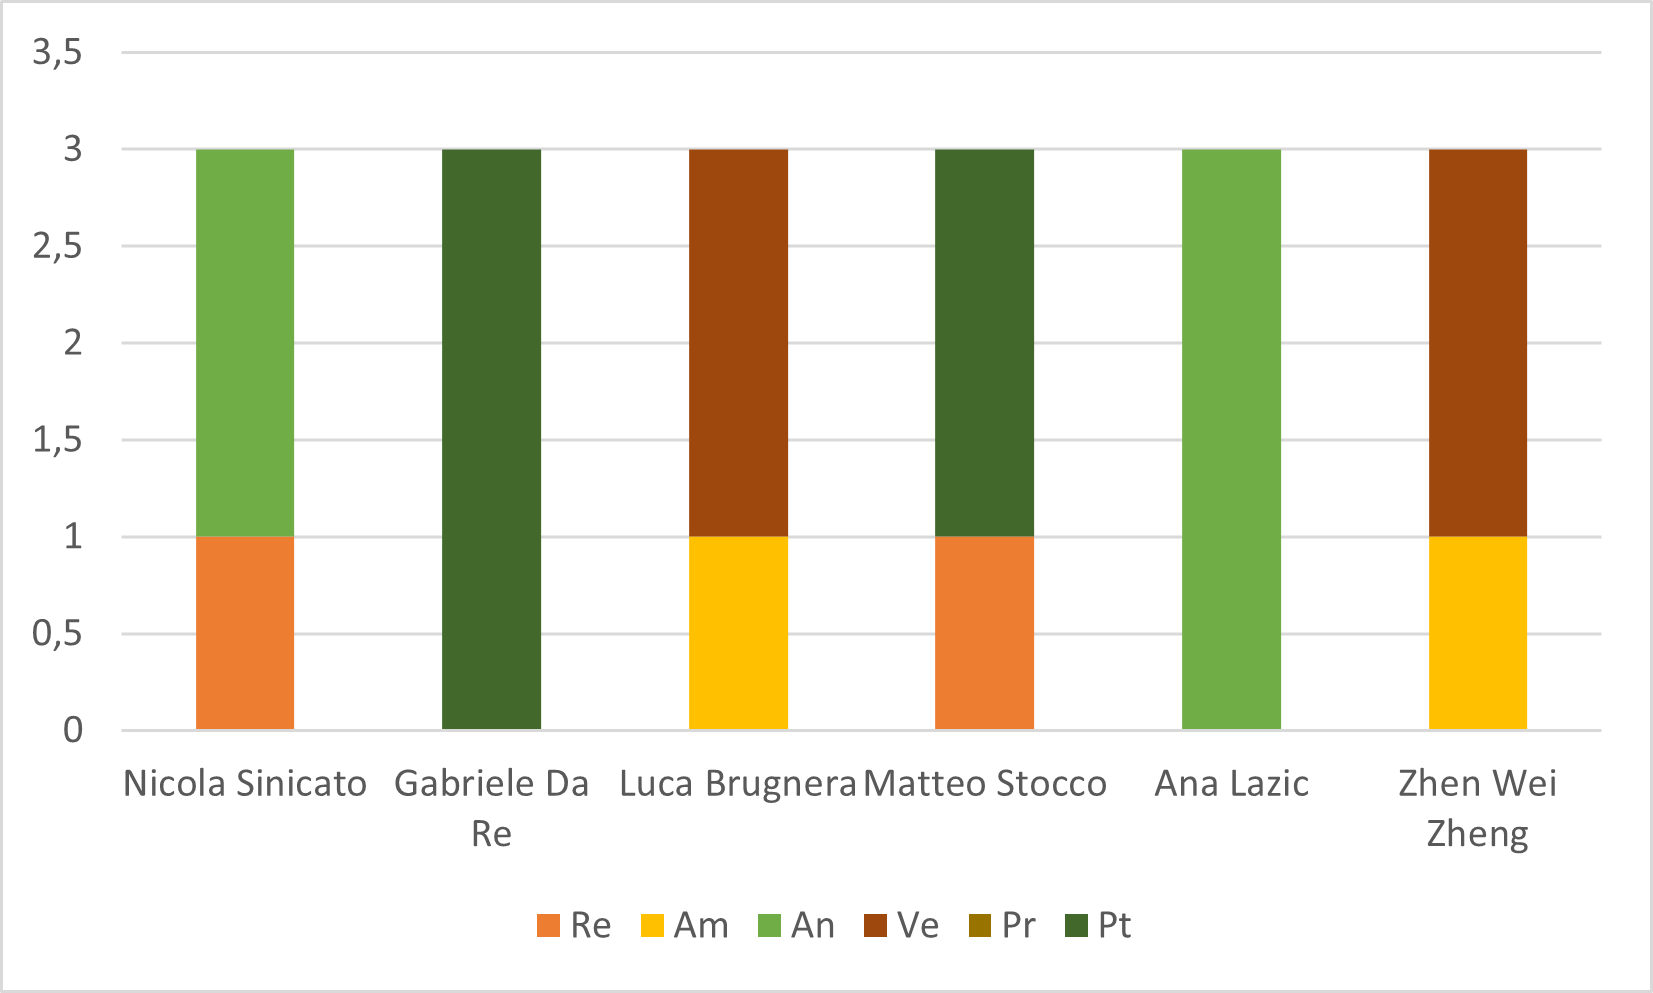 3,5
3
2,5
2
1,5
1
0,5
0
Nicola Sinicato
Gabriele Da
Re
Luca Brugnera
Matteo Stocco
Ana Lazic
Zhen Wei
Zheng
Re Am An Ve Pr Pt